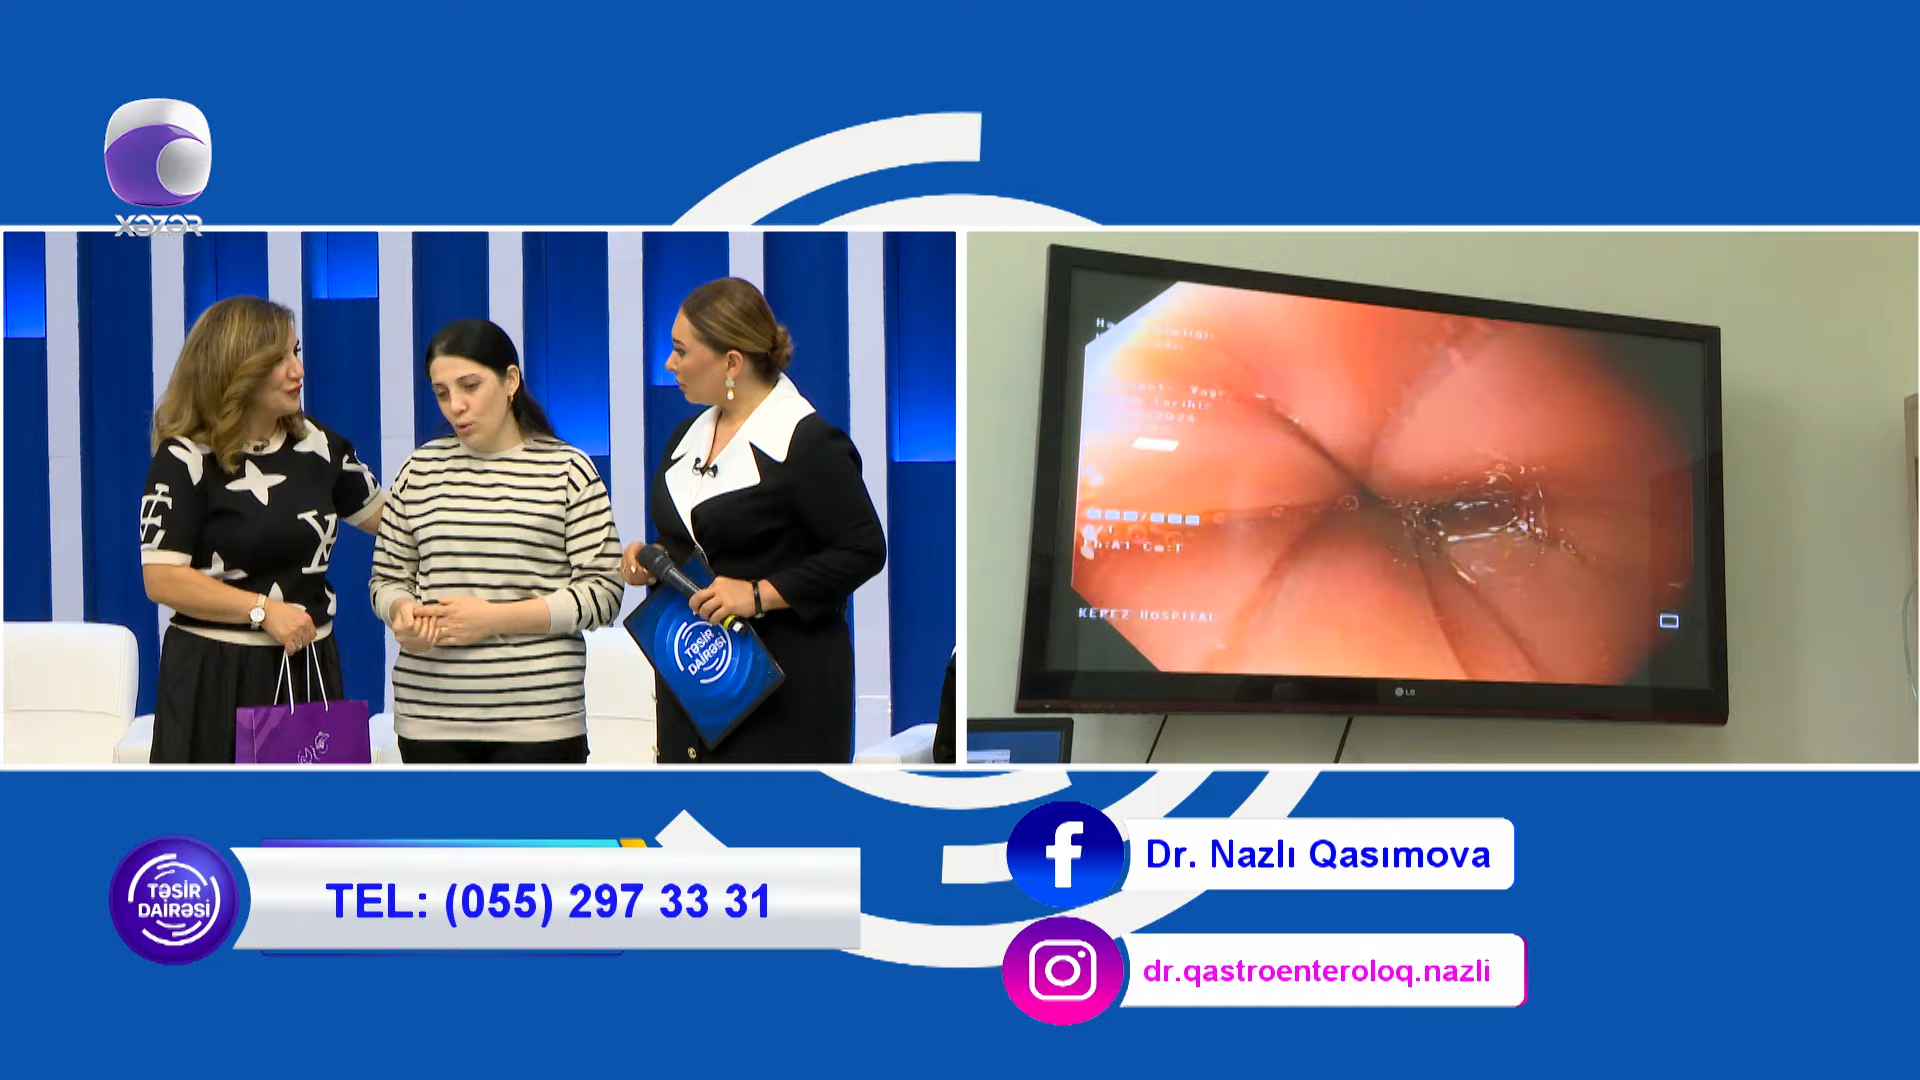 XəZəR
TƏSİR
DAİRƏSİ
KEPEZ HOSPITAL
LG
TƏSİR
DAİRƏSİ
TEL: (055) 297 33 31
Dr. Nazlı Qasımova
dr.qastroenteroloq.nazli